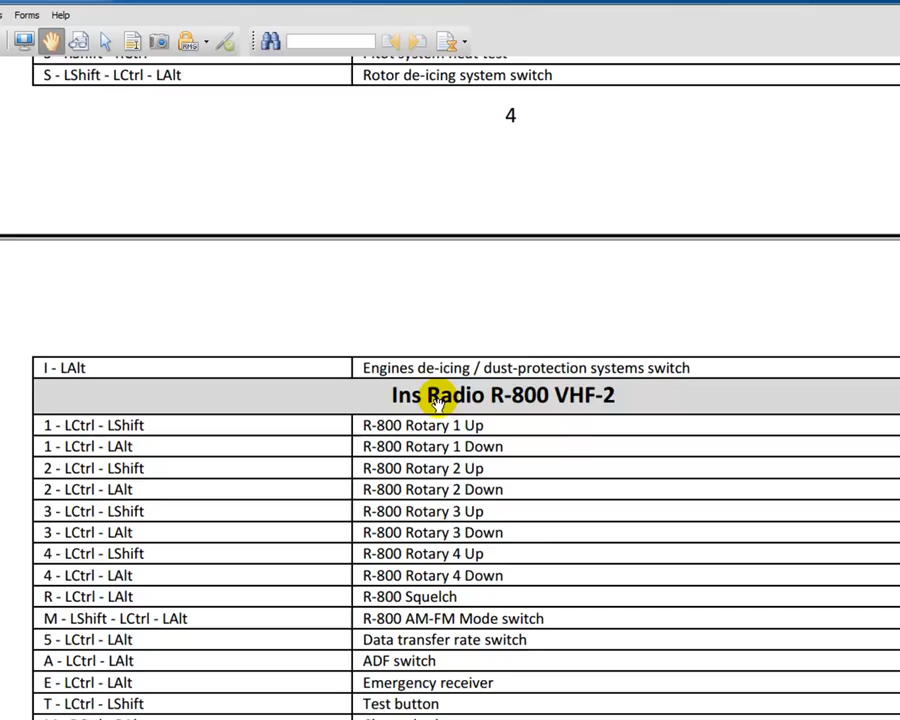 Forms Help
S - LShift - LCtrl - LAlt Rotor de-icing system switch
4
I - LAlt Engines de-icing / dust-protection systems switch
Ins Radio R-800 VHF-2
1 - LCtrl - LShift R-800 Rotary 1 Up
1 - LCtrl - LAlt R-800 Rotary 1 Down
2 - LCtrl - LShift R-800 Rotary 2 Up
2 - LCtrl - LAlt R-800 Rotary 2 Down
3 - LCtrl - LShift R-800 Rotary 3 Up
3 - LCtrl - LAlt R-800 Rotary 3 Down
4 - LCtrl - LShift R-800 Rotary 4 Up
4 - LCtrl - LAlt R-800 Rotary 4 Down
R - LCtrl - LAlt R-800 Squelch
M - LShift - LCtrl - LAlt R-800 AM-FM Mode switch
5 - LCtrl - LAlt Data transfer rate switch
A - LCtrl - LAlt ADF switch
E - LCtrl - LAlt Emergency receiver
T - LCtrl - LShift Test button